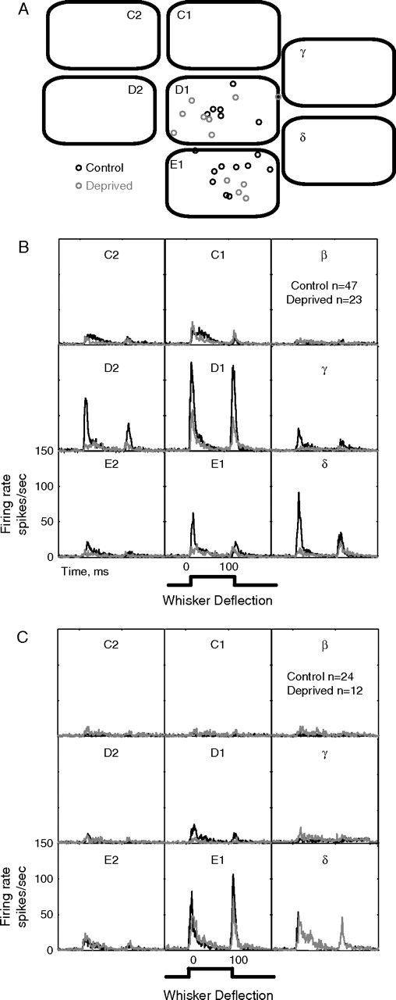 A
C2 C1
γ
D2 D1
δ
E1
Control
Deprived
B
C2 C1 β
Control n=47
Deprived n=23
D2 D1 γ
150
E2 E1 δ
100
50
0
Firing rate
spikes/sec
Time, ms
0 100
Whisker Deflection
C
C2 C1 β
Control n=24
Deprived n=12
D2 D1 γ
150
E2 E1 δ
100
50
0
Firing rate
spikes/sec
0 100
Whisker Deflection